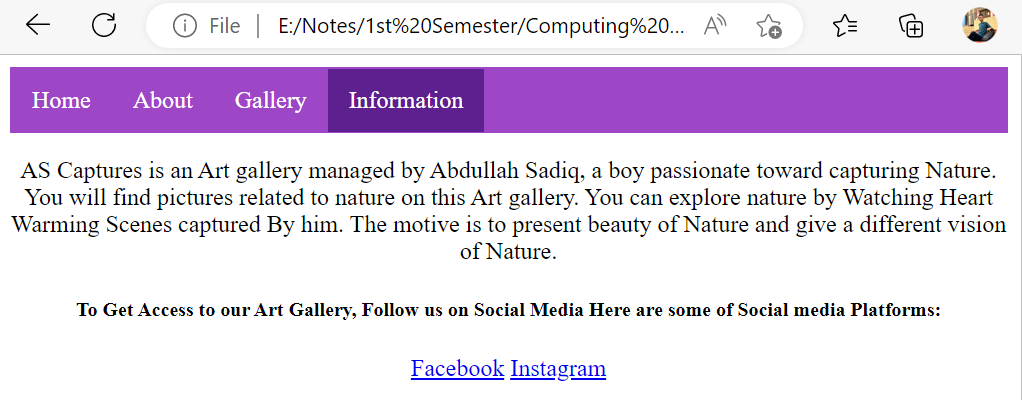 File | E:/Notes/1st%20Semester/Computing%20...
Home About Gallery Information
AS Captures is an Art gallery managed by Abdullah Sadiq, a boy passionate toward capturing Nature.
You will find pictures related to nature on this Art gallery. You can explore nature by Watching Heart
Warming Scenes captured By him. The motive is to present beauty of Nature and give a different vision
of Nature.
To Get Access to our Art Gallery, Follow us on Social Media Here are some of Social media Platforms:
Facebook Instagram